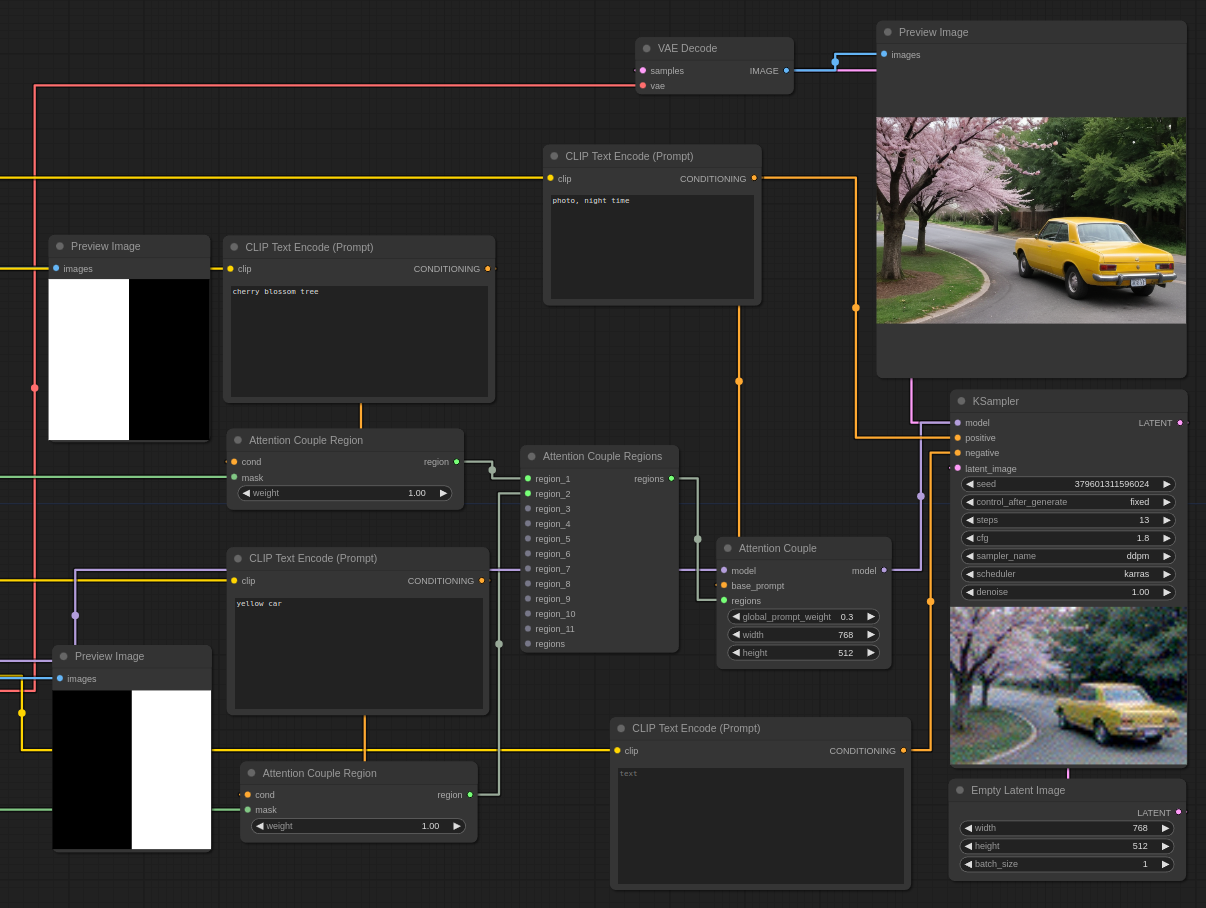 VAE Decode
samples
IMAGE
vae
Preview Image
images
CLIP Text Encode (Prompt)
clip
CONDITIONING
photo, night time
Preview Image
images
CLIP Text Encode (Prompt)
clip
CONDITIONING
cherry blossom tree
Attention Couple Region
cond
region
mask
weight
1.00
Attention Couple Regions
region_1
regions
region_2
region_3
region_4
region_5
region_6
region_7
region_8
region_9
region_10
region_11
regions
KSampler
model
LATENT
positive
negative
latent_image
seed
379601311596024
control_after_generate
fixed
steps
13
cfg
1.8
sampler_name
ddpm
scheduler
karras
denoise
1.00
CLIP Text Encode (Prompt)
clip
CONDITIONING
yellow car
Attention Couple
model
model
base_prompt
regions
global_prompt_weight
0.3
width
768
height
512
Preview Image
images
CLIP Text Encode (Prompt)
clip
CONDITIONING
text
Attention Couple Region
cond
region
mask
weight
1.00
Empty Latent Image
LATENT
width
768
height
512
batch_size
1